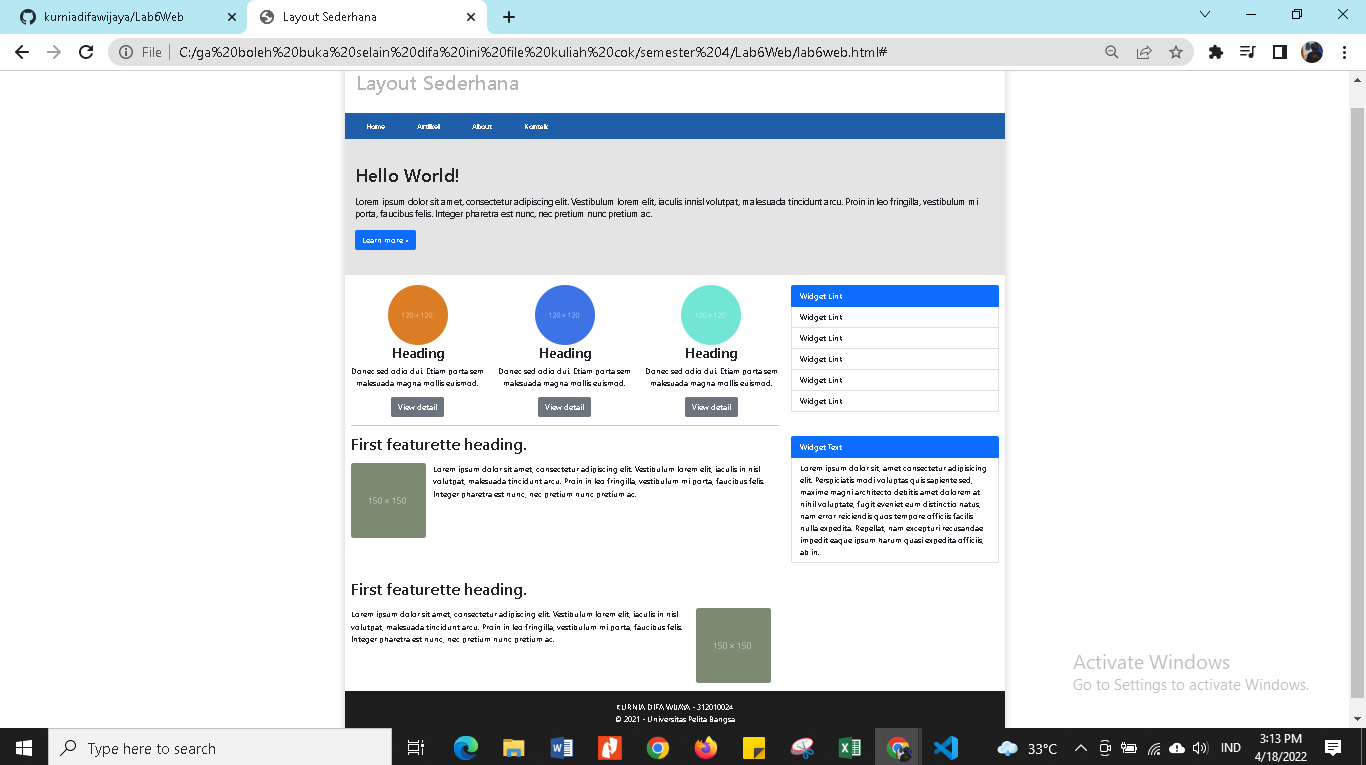 kurniadifawijaya/Lab6Web
Layout Sederhana
File
C:/ga%20boleh%20buka%20selain%20difa%20ini%20file%20kuliah%20cok/semester%204/Lab6Web/lab6web.html#
Layout Sederhana
Home Artikel About Kontak
Hello World!
Lorem ipsum dolor sit amet, consectetur adipiscing elit. Vestibulum lorem elit, iaculis innisl volutpat, malesuada tincidunt arcu. Proin in leo fringilla, vestibulum mi
porta, faucibus felis. Integer pharetra est nunc, nec pretium nunc pretium ac.
Learn more »
120 × 120 120 × 120 120 × 120
Heading Heading Heading
Donec sed odio dui. Etiam porta sem Donec sed odio dui. Etiam porta sem Donec sed odio dui. Etiam porta sem
malesuada magna mollis euismod. malesuada magna mollis euismod. malesuada magna mollis euismod.
View detail View detail View detail
First featurette heading.
150 × 150
Lorem ipsum dolor sit amet, consectetur adipiscing elit. Vestibulum lorem elit, iaculis in nisl
volutpat, malesuada tincidunt arcu. Proin in leo fringilla, vestibulum mi porta, faucibus felis.
Integer pharetra est nunc, nec pretium nunc pretium ac.
First featurette heading.
Lorem ipsum dolor sit amet, consectetur adipiscing elit. Vestibulum lorem elit, iaculis in nisl
volutpat, malesuada tincidunt arcu. Proin in leo fringilla, vestibulum mi porta, faucibus felis.
Integer pharetra est nunc, nec pretium nunc pretium ac.
150 × 150
Widget Link
Widget Link
Widget Link
Widget Link
Widget Link
Widget Link
Widget Text
Lorem ipsum dolor sit, amet consectetur adipisicing
elit. Perspiciatis modi voluptas quis sapiente sed,
maxime magni architecto debitis amet dolorem at
nihil voluptate, fugit eveniet eum distinctio natus,
nam error reiciendis quos tempore officiis facilis
nulla expedita. Repellat, nam excepturi recusandae
impedit eaque ipsum harum quasi expedita officiis,
ab in.
KURNIA DIFA WIJAYA - 312010024
© 2021 - Universitas Pelita Bangsa
Activate Windows
Go to Settings to activate Windows.
Type here to search
33°C
IND
3:13 PM
4/18/2022